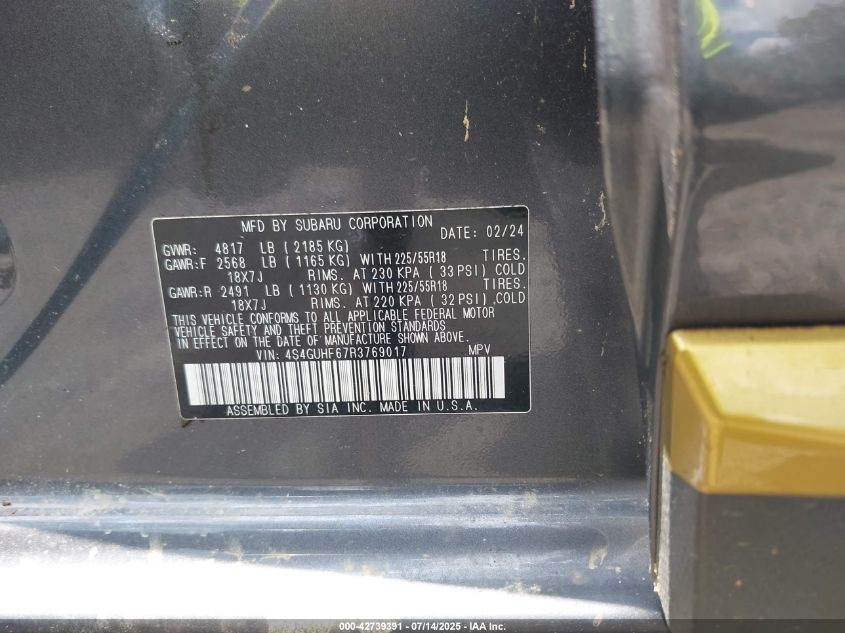 MFD BY SUBARU CORPORATION DATE: 02/24
GVWR: 4817 LB (2185 KG)
GAWR:F 2568 LB (1165 KG) WITH 225/55R18 TIRES.
18X7J RIMS. AT 230 KPA (33 PSI) COLD
GAWR:R 2491 LB (1130 KG) WITH 225/55R18 TIRES.
18X7J RIMS. AT 220 KPA (32 PSI).COLD
THIS VEHICLE CONFORMS TO ALL APPLICABLE FEDERAL MOTOR
VEHICLE SAFETY AND THEFT PREVENTION STANDARDS
IN EFFECT ON THE DATE OF MANUFACTURE SHOWN ABOVE.
VIN: 4S4GUHF67R3769017 MPV
ASSEMBLED BY SIA INC. MADE IN U.S.A.
000-42739391 - 07/14/2025 - IAA Inc.